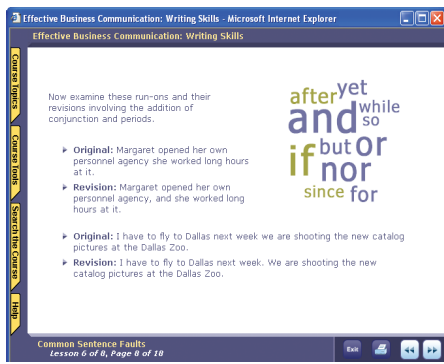 Effective Business Communication: Writing Skills - Microsoft Internet Explorer
Effective Business Communication: Writing Skills
Course Topics
Course Tools
Search the Course
Help
Now examine these run-ons and their
revisions involving the addition of
conjunction and periods.
after yet
and while
so
if but or
nor
since for
Original: Margaret opened her own
personnel agency she worked long hours
at it.
Revision: Margaret opened her own
personnel agency, and she worked long
hours at it.
Original: I have to fly to Dallas next week we are shooting the new catalog
pictures at the Dallas Zoo.
Revision: I have to fly to Dallas next week. We are shooting the new
catalog pictures at the Dallas Zoo.
Common Sentence Faults
Lesson 6 of 8, Page 8 of 18
Exit